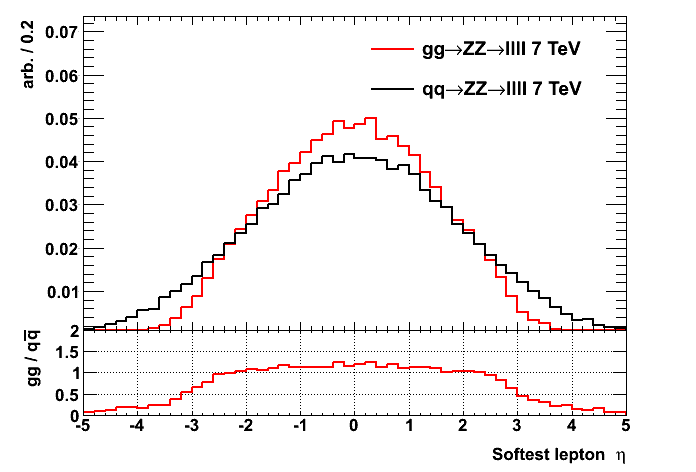 arb. / 0.2
0.07
0.06
0.05
0.04
0.03
0.02
0.01
gg→ZZ→llll 7 TeV
qq→ZZ→llll 7 TeV
gg / qq̅
2
1.5
1
0.5
0
-5 -4 -3 -2 -1 0 1 2 3 4 5
Softest lepton η